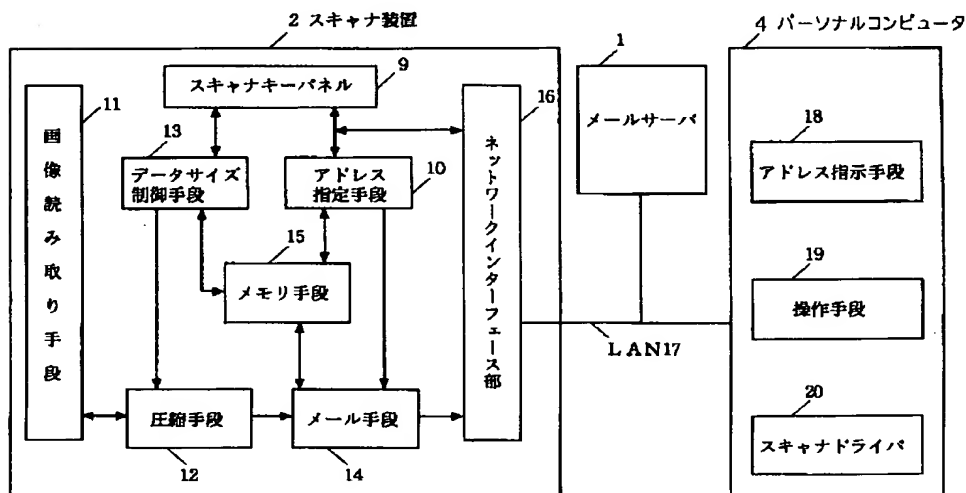 2 スキャナ装置
4 パーソナルコンピュータ
スキャナキーパネル
9
11
画像読み取り手段
13
データサイズ
制御手段
アドレス
指定手段
10
15
メモリ手段
圧縮手段
12
メール手段
14
16
ネットワークインターフェース部
1
メールサーバ
LAN17
18
アドレス指示手段
19
操作手段
20
スキャナドライバ